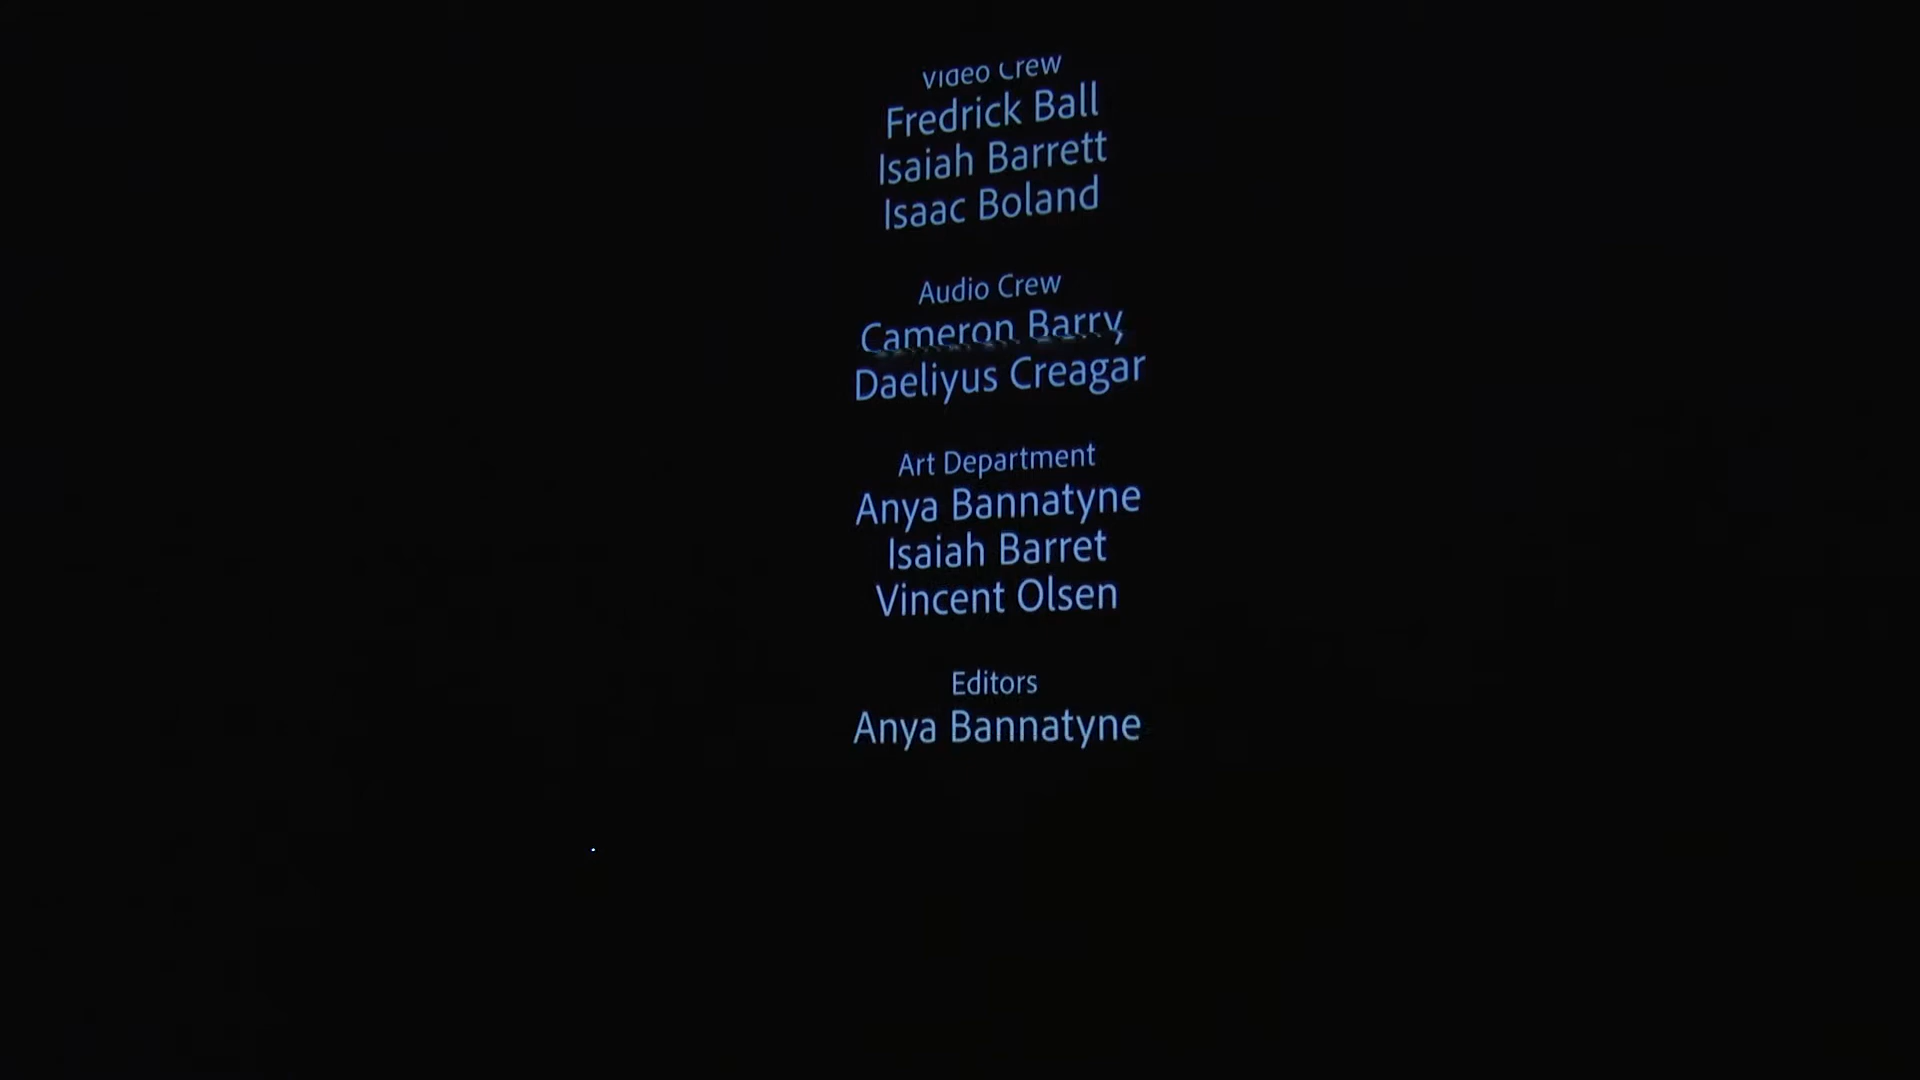 Video Crew
Fredrick Ball
Isaiah Barrett
Isaac Boland
Audio Crew
Cameron Barry
Daeliyus Creagar
Art Department
Anya Bannatyne
Isaiah Barret
Vincent Olsen
Editors
Anya Bannatyne